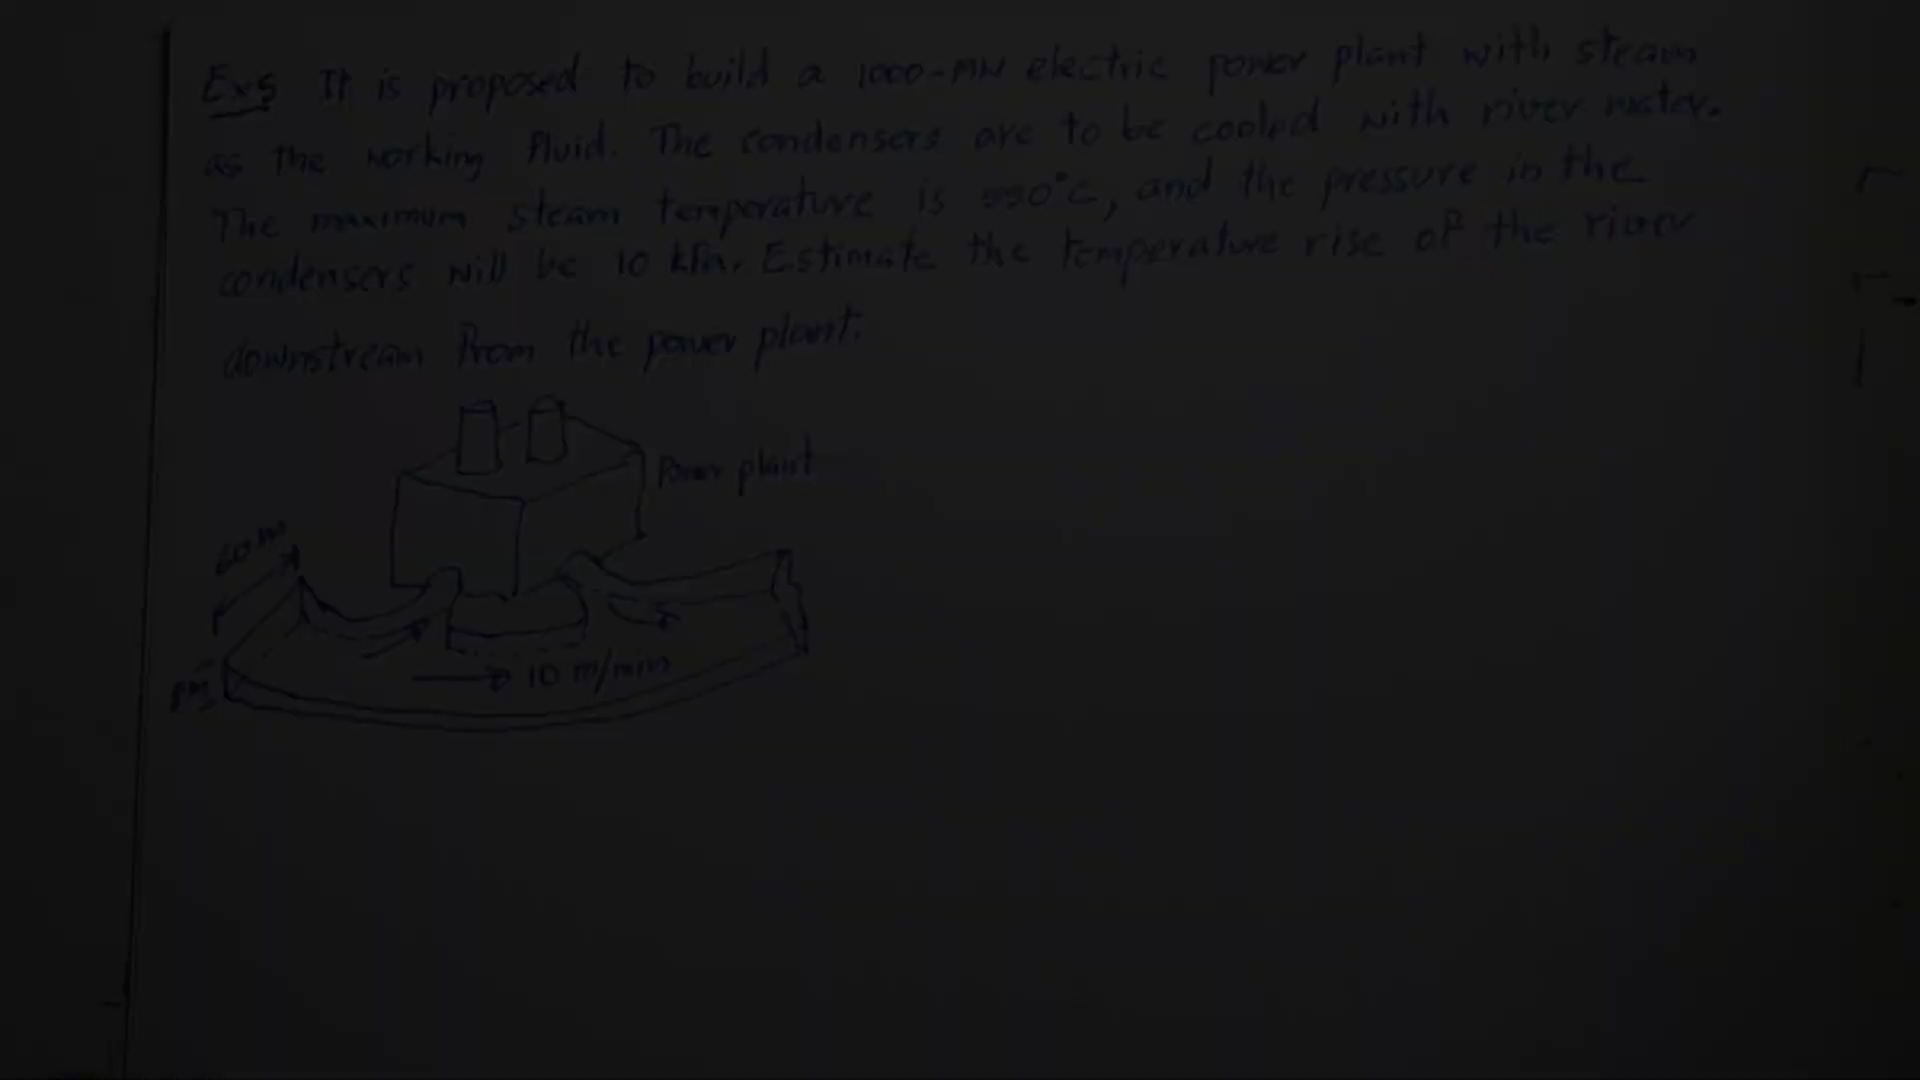 Ex5 It is proposed to build a 1000-MW electric power plant with steam
as the working fluid. The condensers are to be cooled with river water.
The maximum steam temperature is 550°C, and the pressure in the
condensers will be 10 kPa. Estimate the temperature rise of the river
downstream from the power plant.
Power plant
60 m
10 m/min